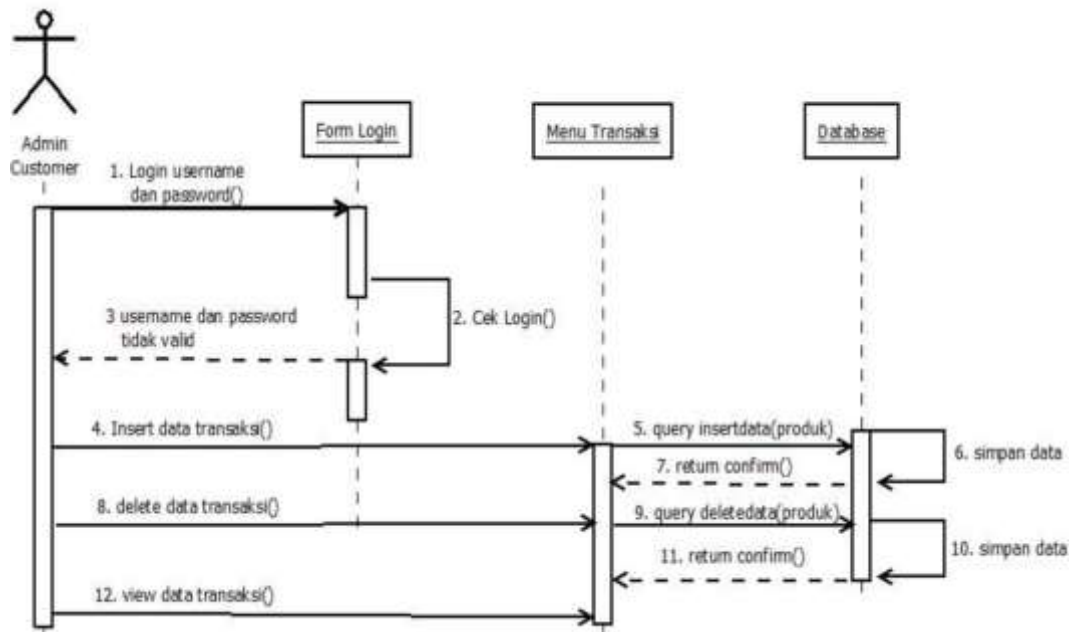 Admin
Customer
Form Login
Menu Transaksi
Database
1. Login username
dan password()
2. Cek Login()
3 username dan password
tidak valid
4. Insert data transaksi()
5. query insertdata(produk)
6. simpan data
7. return confirm()
8. delete data transaksi()
9. query deletedata(produk)
10. simpan data
11. return confirm()
12. view data transaksi()